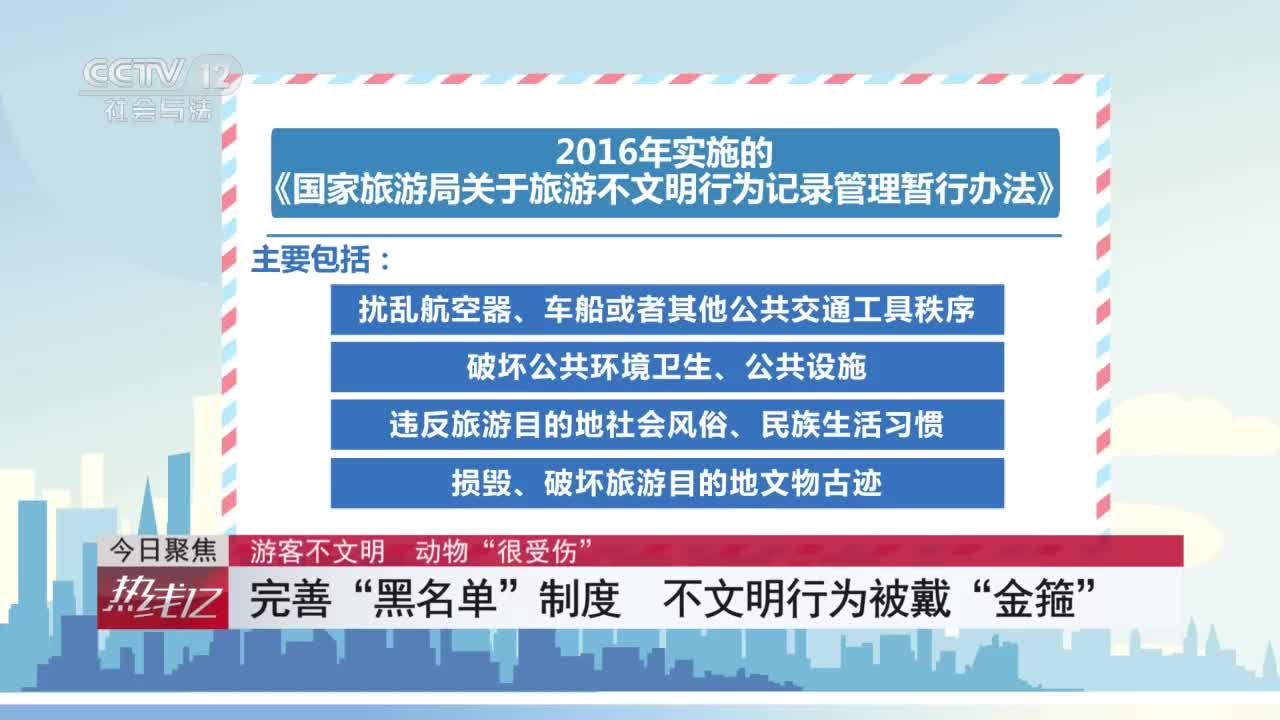 CCTV 12
社会与法
2016年实施的
《国家旅游局关于旅游不文明行为记录管理暂行办法》
主要包括：
扰乱航空器、车船或者其他公共交通工具秩序
破坏公共环境卫生、公共设施
违反旅游目的地社会风俗、民族生活习惯
损毁、破坏旅游目的地文物古迹
今日聚焦
游客不文明 动物“很受伤”
热线12
完善“黑名单”制度 不文明行为被戴“金箍”